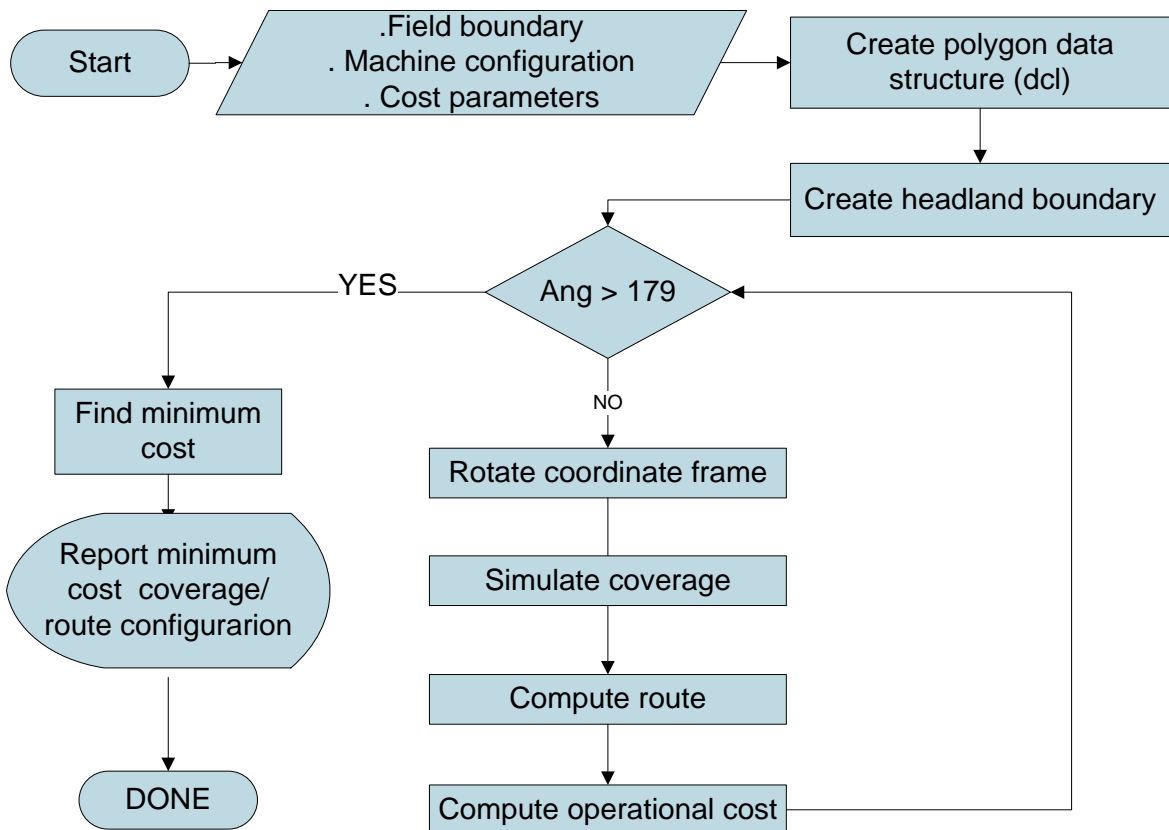 Start
.Field boundary
. Machine configuration
. Cost parameters
Create polygon data
structure (dcl)
Create headland boundary
Ang > 179
YES
NO
Find minimum
cost
Rotate coordinate frame
Report minimum
cost coverage/
route configurarion
Simulate coverage
Compute route
DONE
Compute operational cost